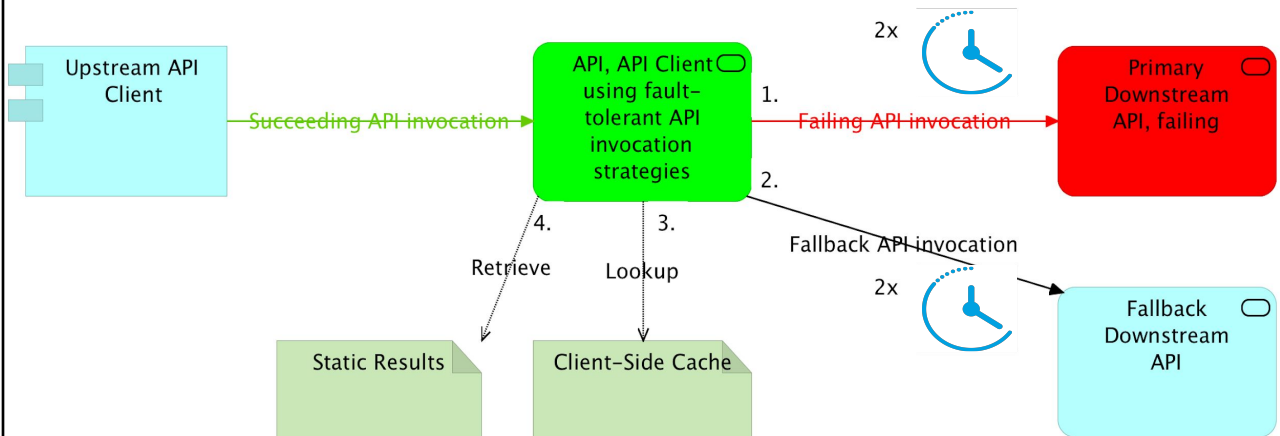 Upstream API
Client
Succeeding API invocation
API, API Client
using fault-
tolerant API
invocation
strategies
1.
Failing API invocation
2x
Primary
Downstream
API, failing
2.
Fallback API invocation
2x
Fallback
Downstream
API
4.
3.
Retrieve
Lookup
Static Results
Client-Side Cache